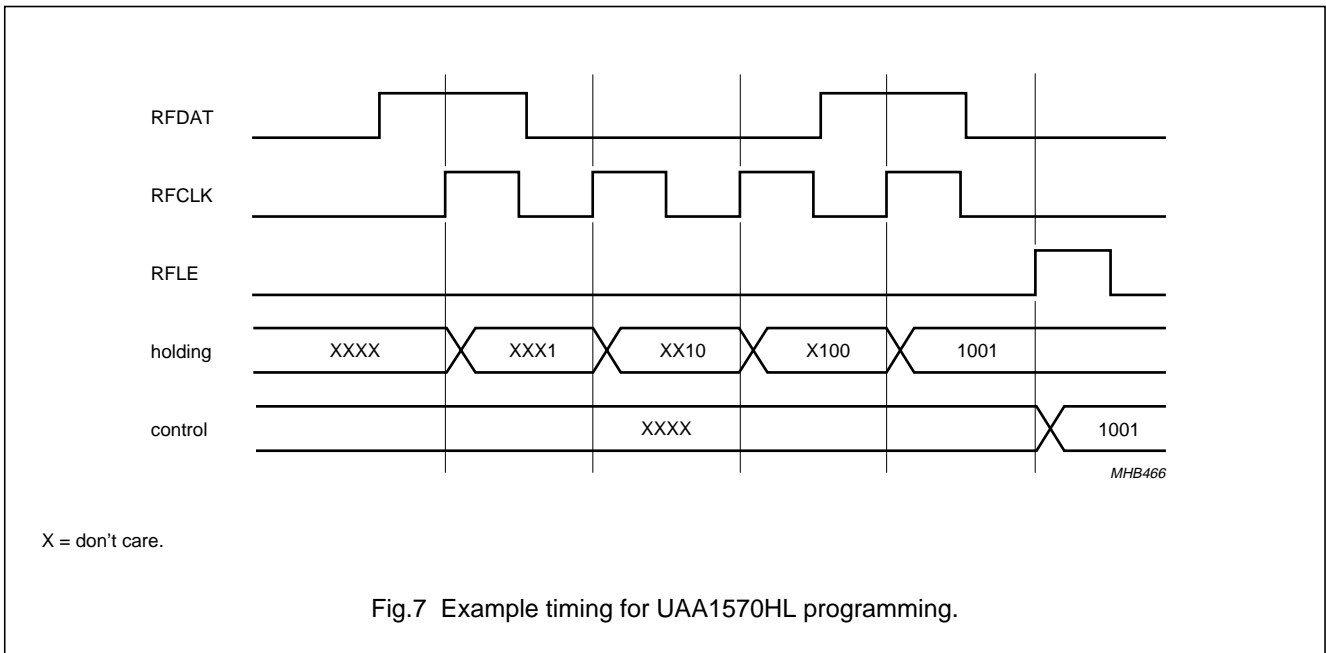 RFDAT
RFCLK
RFLE
holding XXXX XXX1 XX10 X100 1001
control XXXX 1001
MHB466
X = don't care.
Fig.7 Example timing for UAA1570HL programming.